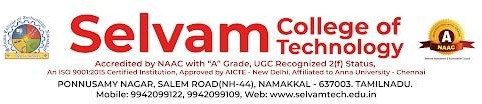 Selvam College of
Technology
Accredited by NAAC with "A" Grade, UGC Recognized 2(f) Status,
An ISO 9001:2015 Certified Institution, Approved by AICTE - New Delhi, Affiliated to Anna University - Chennai
PONNUSAMY NAGAR, SALEM ROAD(NH-44), NAMAKKAL - 637003. TAMILNADU.
Mobile: 9942099122, 9942099109, Web: www.selvamtech.edu.in
A
NAAC